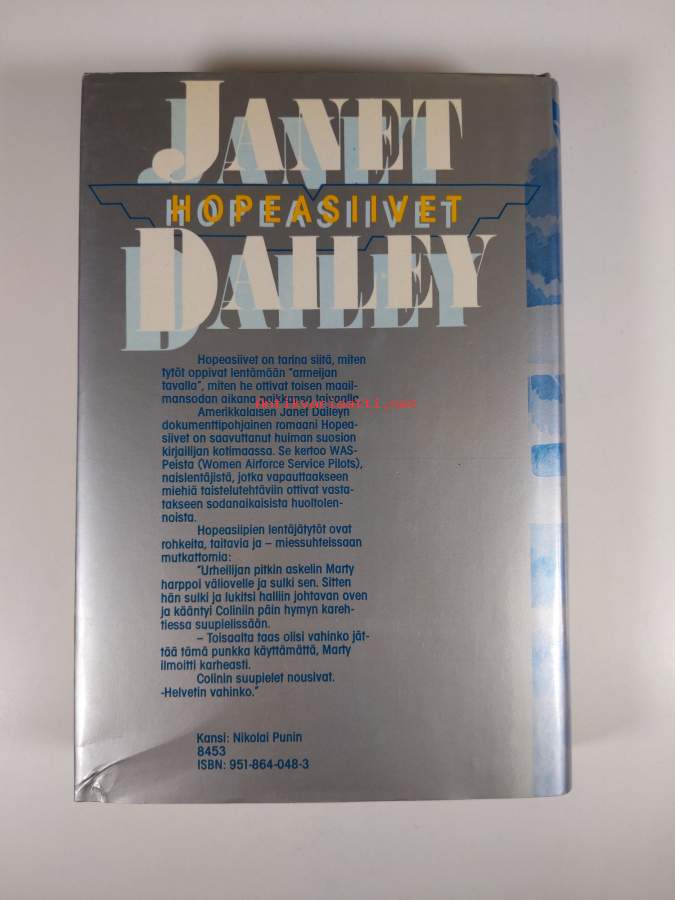 JANET
HOPEASIIVET
DAILEY
Hopeasiivet on tarina siitä, miten
tytöt oppivat lentämään "armeijan
tavalla", miten he ottivat toisen maail-
mansodan aikana paikkansa taivaalla.
Amerikkalaisen Janet Daileyn
dokumenttipohjainen romaani Hopea-
siivet on saavuttanut huiman suosion
kirjailijan kotimaassa. Se kertoo WAS-
Peista (Women Airforce Service Pilots),
naislentäjistä, jotka vapauttaakseen
miehiä taistelutehtäviin ottivat vasta-
takseen sodanaikaisista huoltolen-
noista.
Hopeasiipien lentäjätytöt ovat
rohkeita, taitavia ja – miessuhteissaan
mutkattomia:
"Urheilijan pitkin askelin Marty
harppoi väliovelle ja sulki sen. Sitten
hän sulki ja lukitsi halliin johtavan oven
ja kääntyi Coliniin päin hymyn kareh-
tiessa suupielissään.
– Toisaalta taas olisi vahinko jät-
tää tämä punkka käyttämättä, Marty
ilmoitti karheasti.
Colinin suupielet nousivat.
-Helvetin vahinko."
Kansi: Nikolai Punin
8453
ISBN: 951-864-048-3